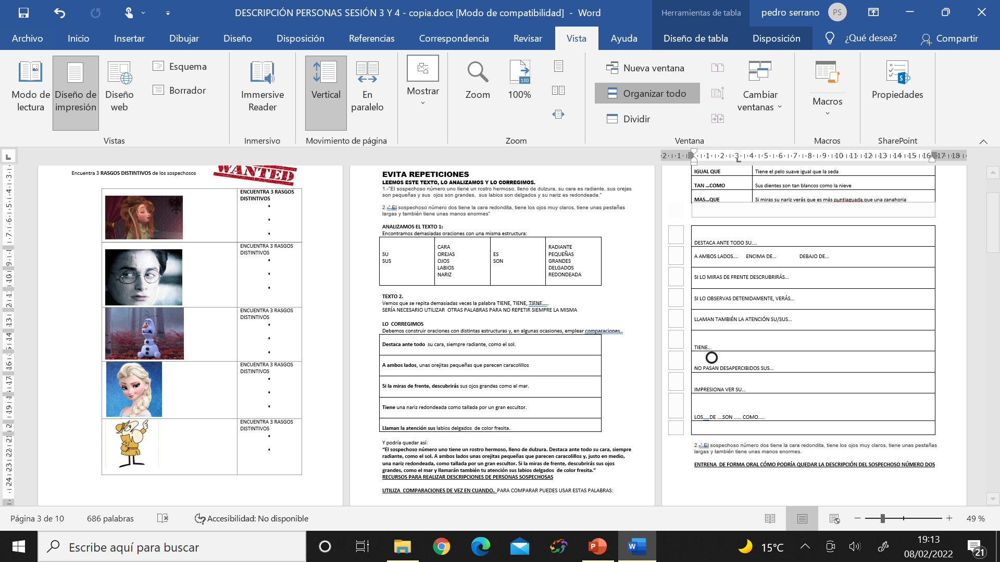 DESCRIPCIÓN PERSONAS SESIÓN 3 Y 4 - copia.docx [Modo de compatibilidad] - Word
Herramientas de tabla
pedro serrano
PS
Archivo
Inicio
Insertar
Dibujar
Diseño
Disposición
Referencias
Correspondencia
Revisar
Vista
Ayuda
Diseño de tabla
Disposición
¿Qué desea?
Compartir
Modo de
lectura
Diseño de
impresión
Diseño
web
Esquema
Borrador
Vistas
Immersive
Reader
Inmersivo
Vertical
En
paralelo
Movimiento de página
Mostrar
Zoom
100%
100
Zoom
Nueva ventana
Organizar todo
Dividir
Cambiar
ventanas
Ventana
Macros
Macros
Propiedades
SharePoint
Encuentra 3 RASGOS DISTINTIVOS de los sospechosos
WANTED
ENCUENTRA 3 RASGOS
DISTINTIVOS
•
•
•
ENCUENTRA 3 RASGOS
DISTINTIVOS
•
•
•
ENCUENTRA 3 RASGOS
DISTINTIVOS
•
•
•
ENCUENTRA 3 RASGOS
DISTINTIVOS
•
•
•
ENCUENTRA 3 RASGOS
DISTINTIVOS
•
•
EVITA REPETICIONES
LEEMOS ESTE TEXTO, LO ANALIZAMOS Y LO CORREGIMOS.
1.-“El sospechoso número uno tiene un rostro hermoso, lleno de dulzura, su cara es radiante, sus orejas
son pequeñas y sus ojos son grandes, sus labios son delgados y su nariz es redondeada.”
2.-“ El sospechoso número dos tiene la cara redondita, tiene los ojos muy claros, tiene unas pestañas
largas y también tiene unas manos enormes”
ANALIZAMOS EL TEXTO 1:
Encontramos demasiadas oraciones con una misma estructura:
SU
SUS
CARA
OREJAS
OJOS
LABIOS
NARIZ
ES
SON
RADIANTE
PEQUEÑAS
GRANDES
DELGADOS
REDONDEADA
TEXTO 2.
Vemos que se repita demasiadas veces la palabra TIENE, TIENE, TIENE…..
SERÍA NECESARIO UTILIZAR OTRAS PALABRAS PARA NO REPETIR SIEMPRE LA MISMA
LO CORREGIMOS
Debemos construir oraciones con distintas estructuras y, en algunas ocasiones, emplear comparaciones
Destaca ante todo su cara, siempre radiante, como el sol.
A ambos lados, unas orejitas pequeñas que parecen caracolillos
Si la miras de frente, descubrirás sus ojos grandes como el mar.
Tiene una nariz redondeada como tallada por un gran escultor.
Llaman la atención sus labios delgados de color fresita.
Y podría quedar así:
“El sospechoso número uno tiene un rostro hermoso, lleno de dulzura. Destaca ante todo su cara, siempre
radiante, como el sol. A ambos lados unas orejitas pequeñas que parecen caracolillos y, justo en medio,
una nariz redondeada, como tallada por un gran escultor. Si la miras de frente, descubrirás sus ojos
grandes, como el mar y llamarán también tu atención sus labios delgados de color fresita.”
RECURSOS PARA REALIZAR DESCRIPCIONES DE PERSONAS SOSPECHOSAS
UTILIZA COMPARACIONES DE VEZ EN CUANDO. PARA COMPARAR PUEDES USAR ESTAS PALABRAS:
IGUAL QUE
Tiene el pelo suave igual que la seda
TAN …COMO
Sus dientes son tan blancos como la nieve
MAS…QUE
Si miras su nariz verás que es más puntiaguada que una zanahoria
DESTACA ANTE TODO SU….
A AMBOS LADOS…. ENCIMA DE… DEBAJO DE…
SI LO MIRAS DE FRENTE DESCRUBRIRÁS…
SI LO OBSERVAS DETENIDAMENTE, VERÁS…
LLAMAN TAMBIÉN LA ATENCIÓN SU/SUS…
TIENE…
NO PASAN DESAPERCIBIDOS SUS…
IMPRESIONA VER SU…
LOS….DE ….SON …… COMO…..
2.-“ El sospechoso número dos tiene la cara redondita, tiene los ojos muy claros, tiene unas pestañas
largas y también tiene unas manos enormes.
ENTRENA DE FORMA ORAL CÓMO PODRÍA QUEDAR LA DESCRIPCIÓN DEL SOSPECHOSO NÚMERO DOS
Página 3 de 10
686 palabras
Accesibilidad: No disponible
49 %
Escribe aquí para buscar
15°C
19:13
08/02/2022
21